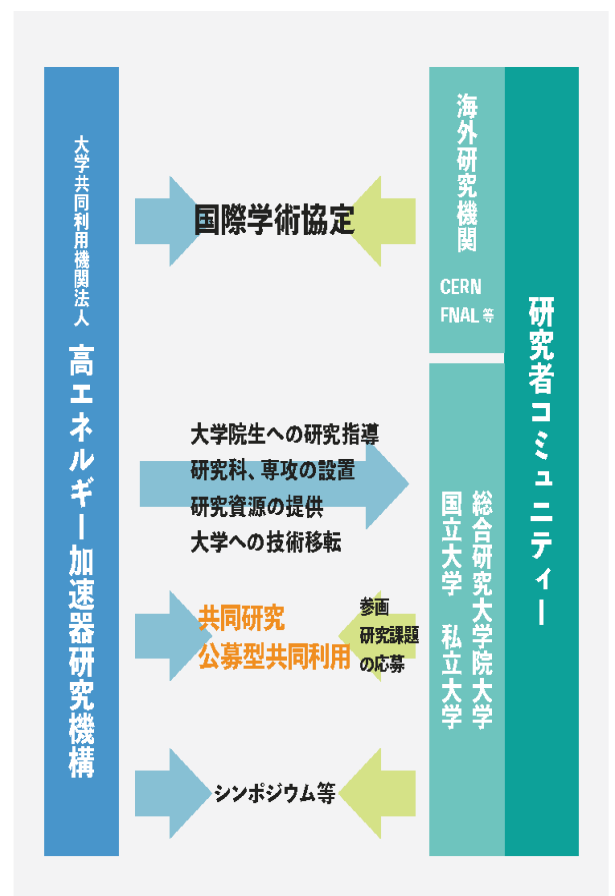 大学共同利用機関法人
高エネルギー加速器研究機構
国際学術協定
大学院生への研究指導
研究科、専攻の設置
研究資源の提供
大学への技術移転
共同研究
公募型共同利用
参画
研究課題
の応募
シンポジウム等
海外研究機関
CERN
FNAL 等
総合研究大学院大学
国立大学 私立大学
研究者コミュニティー